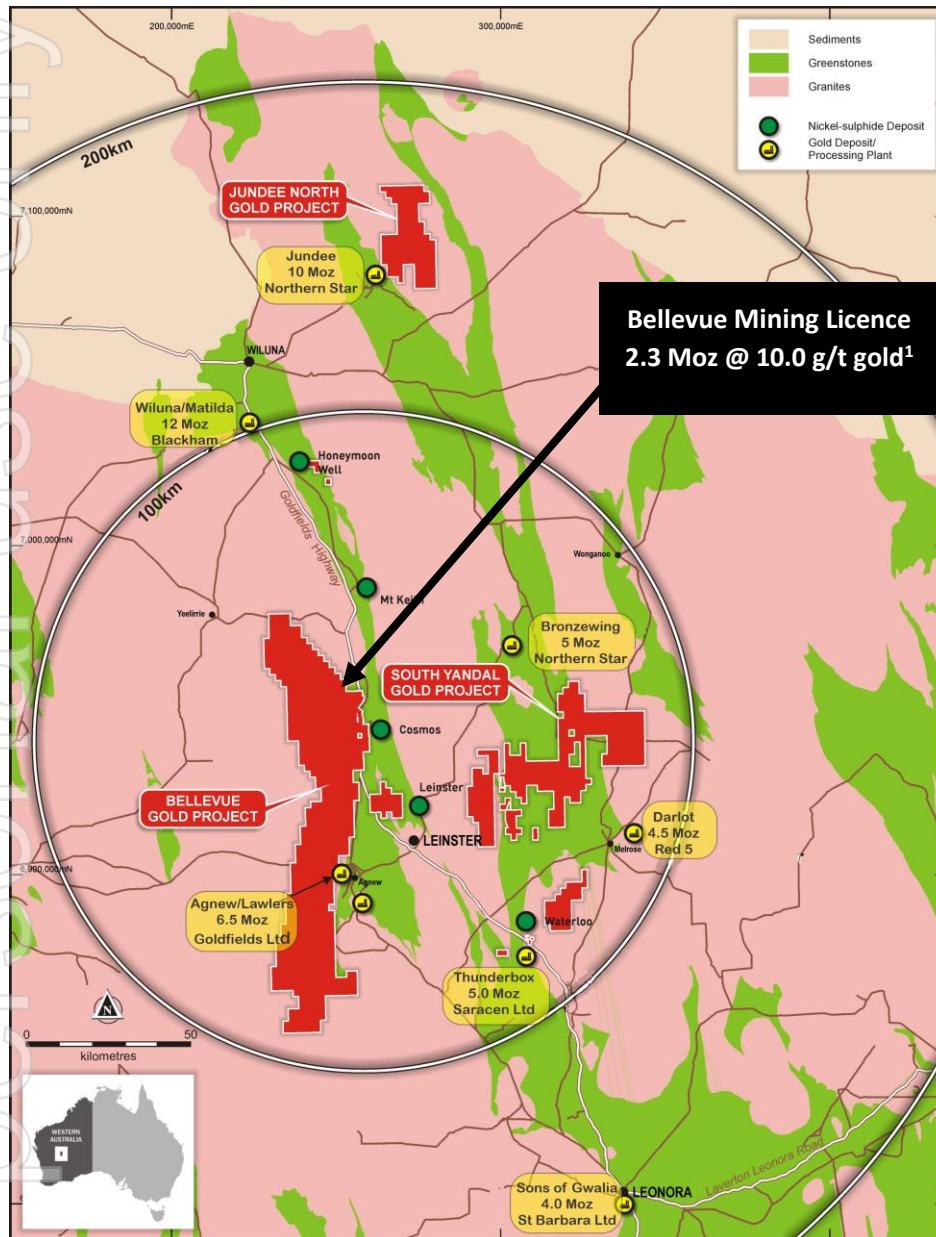 200,000mE
300,000mE
Sediments
Greenstones
Granites
Nickel-sulphide Deposit
Gold Deposit/
Processing Plant
200km
JUNDEE NORTH
GOLD PROJECT
7,100,000mN
Jundee
10 Moz
Northern Star
Bellevue Mining Licence
2.3 Moz @ 10.0 g/t gold1
WILUNA
Wiluna/Matilda
12 Moz
Blackham
Honeymoon
Well
100km
Goldfields Highway
7,000,000mN
Wonganoo
Mt Keith
Yeelirrie
Bronzewing
5 Moz
Northern Star
SOUTH YANDAL
GOLD PROJECT
Cosmos
BELLEVUE
GOLD PROJECT
Leinster
LEINSTER
Darlot
4.5 Moz
Red 5
Melrose
6,900,000mN
Agnew
Agnew/Lawlers
6.5 Moz
Goldfields Ltd
Waterloo
Thunderbox
5.0 Moz
Saracen Ltd
N
0 50
kilometres
WESTERN
AUSTRALIA
Laverton Leonora Road
Sons of Gwalia
4.0 Moz
St Barbara Ltd
LEONORA